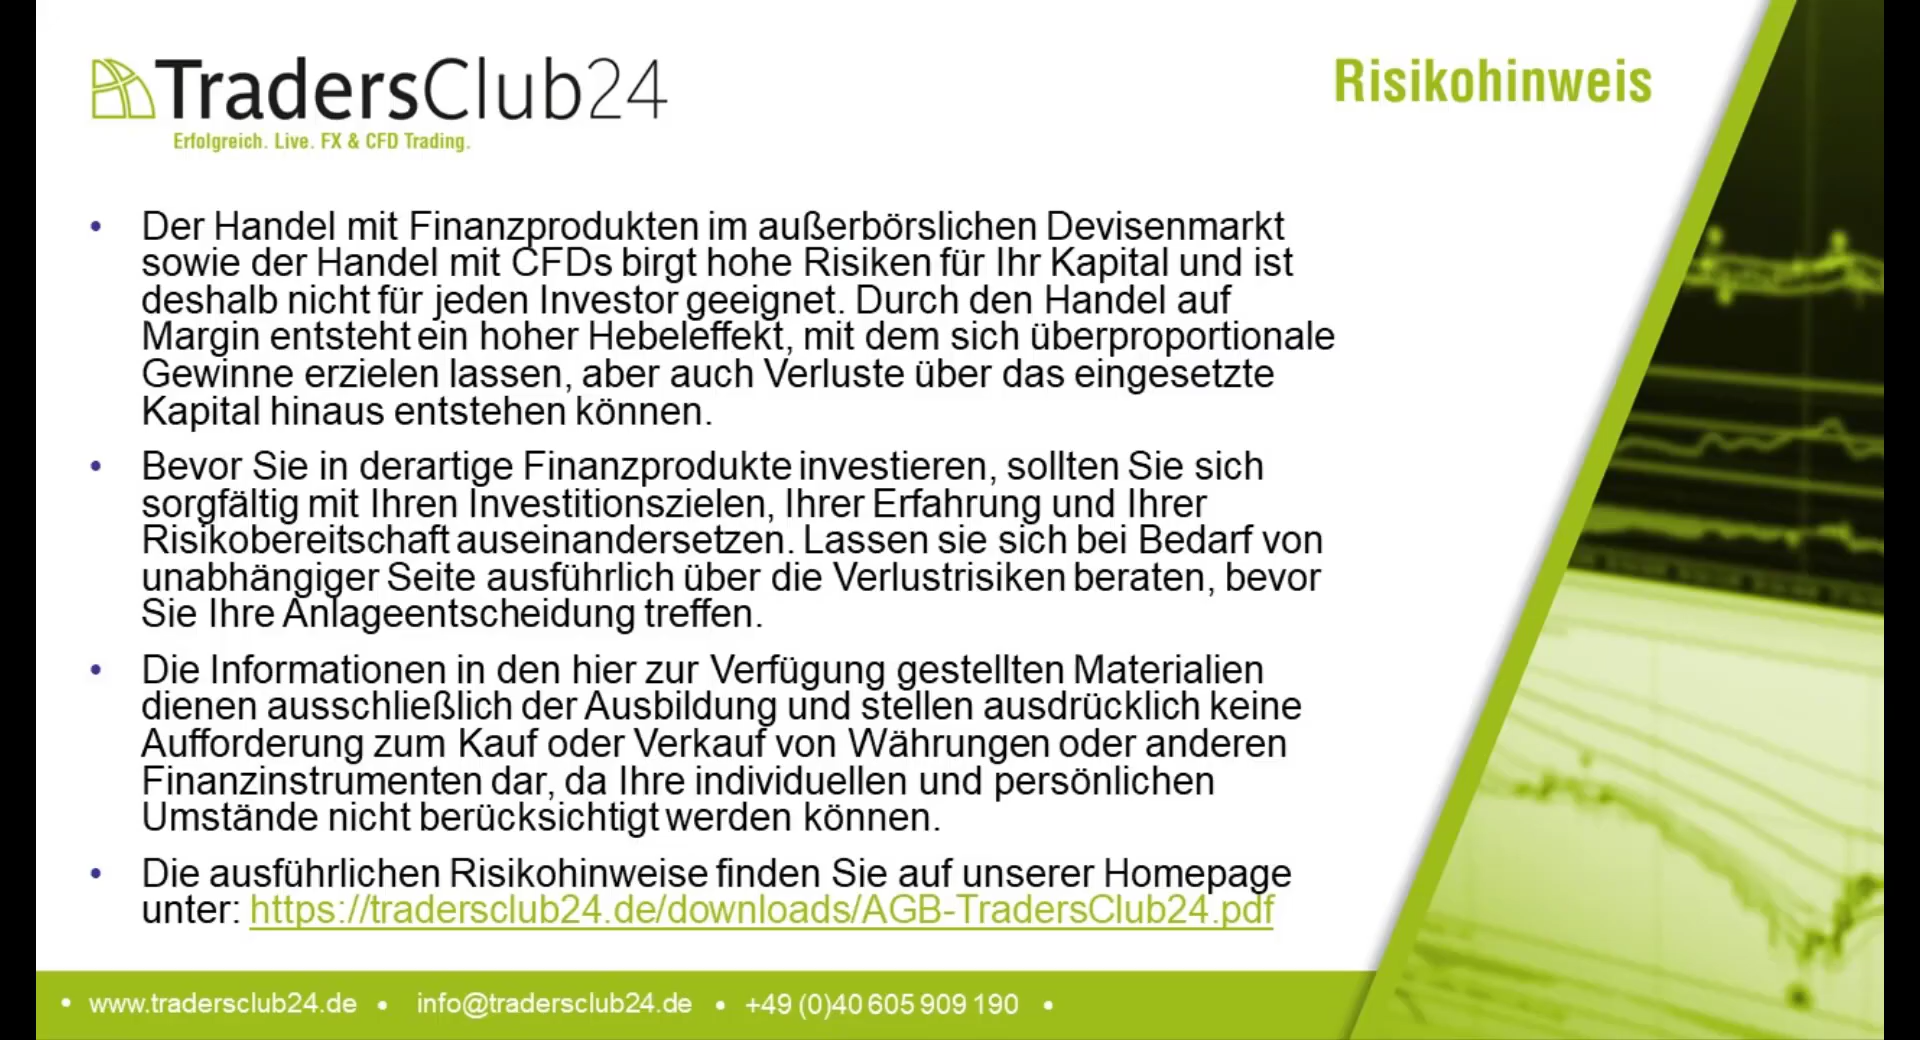 TradersClub24
Risikohinweis
Erfolgreich. Live. FX & CFD Trading.
• Der Handel mit Finanzprodukten im außerbörslichen Devisenmarkt
sowie der Handel mit CFDs birgt hohe Risiken für Ihr Kapital und ist
deshalb nicht für jeden Investor geeignet. Durch den Handel auf
Margin entsteht ein hoher Hebeleffekt, mit dem sich überproportionale
Gewinne erzielen lassen, aber auch Verluste über das eingesetzte
Kapital hinaus entstehen können.
• Bevor Sie in derartige Finanzprodukte investieren, sollten Sie sich
sorgfältig mit Ihren Investitionszielen, Ihrer Erfahrung und Ihrer
Risikobereitschaft auseinandersetzen. Lassen sie sich bei Bedarf von
unabhängiger Seite ausführlich über die Verlustrisiken beraten, bevor
Sie Ihre Anlageentscheidung treffen.
• Die Informationen in den hier zur Verfügung gestellten Materialien
dienen ausschließlich der Ausbildung und stellen ausdrücklich keine
Aufforderung zum Kauf oder Verkauf von Währungen oder anderen
Finanzinstrumenten dar, da Ihre individuellen und persönlichen
Umstände nicht berücksichtigt werden können.
• Die ausführlichen Risikohinweise finden Sie auf unserer Homepage
unter: https://tradersclub24.de/downloads/AGB-TradersClub24.pdf
• www.tradersclub24.de • info@tradersclub24.de • +49 (0)40 605 909 190 •